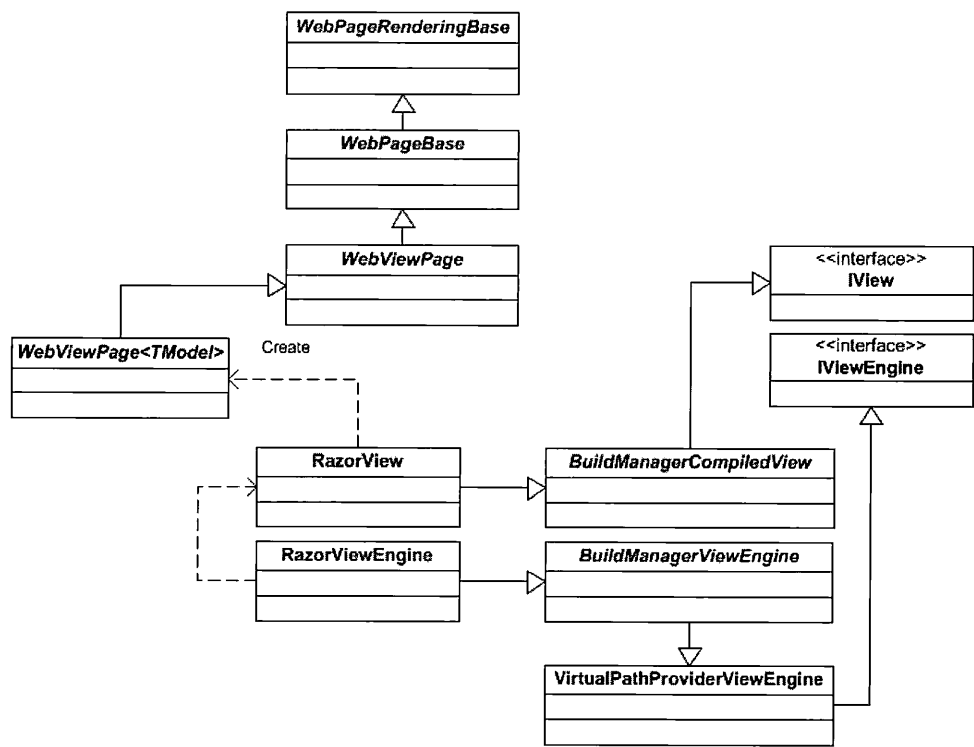 WebPageRenderingBase
WebPageBase
WebViewPage
<<interface>>
IView
WebViewPage<TModel>
Create
<<interface>>
IViewEngine
RazorView
BuildManagerCompiledView
RazorViewEngine
BuildManagerViewEngine
VirtualPathProviderViewEngine